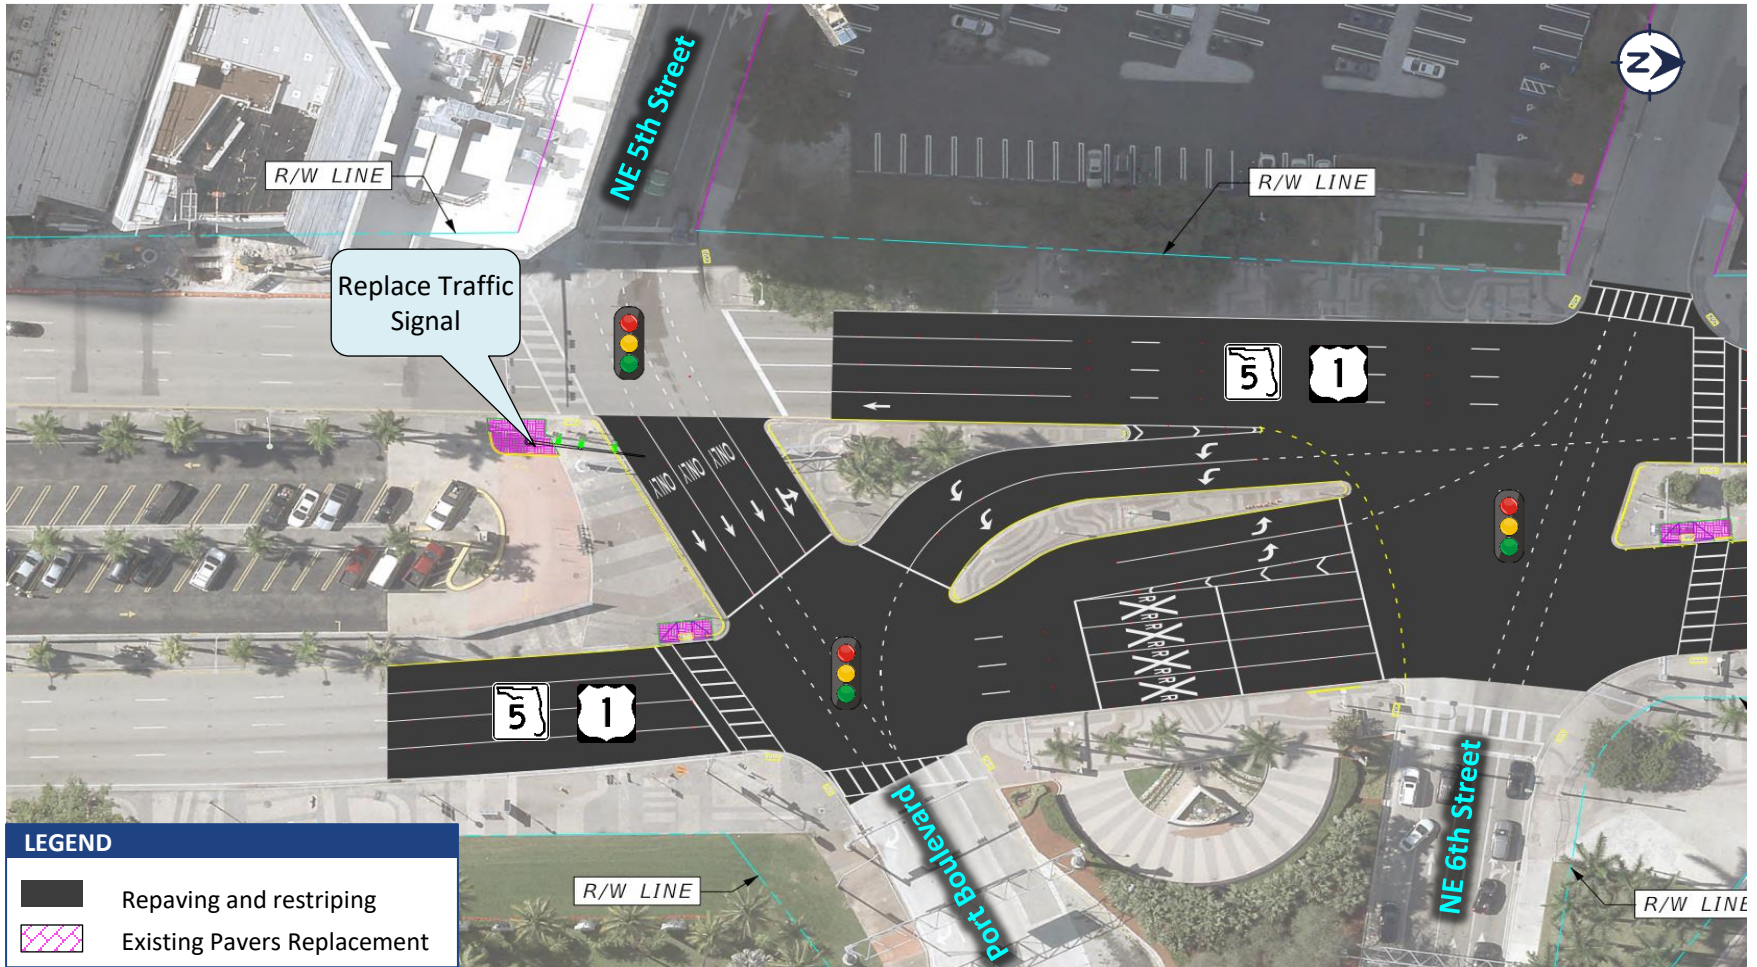 NE 5th Street
N
R/W LINE
R/W LINE
Replace Traffic
Signal
5
1
ONLY
ONLY
ONLY
R R
R R
R R
R R
5
1
Port Boulevard
NE 6th Street
R/W LINE
R/W LINE
LEGEND
Repaving and restriping
Existing Pavers Replacement